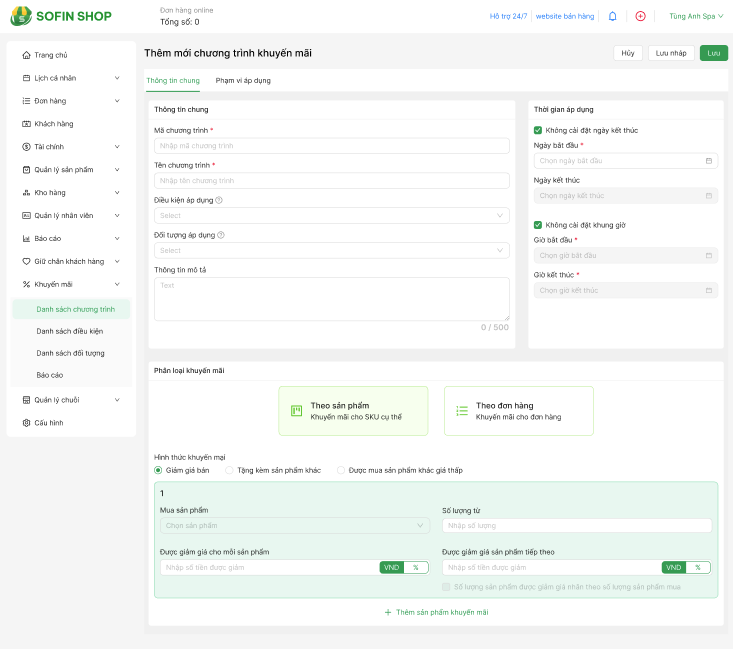 SOFIN SHOP
Đơn hàng online
Tổng số: 0
Hỗ trợ 24/7
website bán hàng
Tùng Anh Spa
Trang chủ
Lịch cá nhân
Đơn hàng
Khách hàng
Tài chính
Quản lý sản phẩm
Kho hàng
Quản lý nhân viên
Báo cáo
Giữ chân khách hàng
Khuyến mãi
Danh sách chương trình
Danh sách điều kiện
Danh sách đối tượng
Báo cáo
Quản lý chuỗi
Cấu hình
Thêm mới chương trình khuyến mãi
Hủy
Lưu nháp
Lưu
Thông tin chung
Phạm vi áp dụng
Thông tin chung
Mã chương trình *
Nhập mã chương trình
Tên chương trình *
Nhập tên chương trình
Điều kiện áp dụng
Select
Đối tượng áp dụng
Select
Thông tin mô tả
Text
0 / 500
Thời gian áp dụng
Không cài đặt ngày kết thúc
Ngày bắt đầu *
Chọn ngày bắt đầu
Ngày kết thúc
Chọn ngày kết thúc
Không cài đặt khung giờ
Giờ bắt đầu *
Chọn giờ bắt đầu
Giờ kết thúc *
Chọn giờ kết thúc
Phân loại khuyến mãi
Theo sản phẩm
Khuyến mãi cho SKU cụ thể
Theo đơn hàng
Khuyến mãi cho đơn hàng
Hình thức khuyến mại
Giảm giá bán
Tặng kèm sản phẩm khác
Được mua sản phẩm khác giá thấp
1
Mua sản phẩm
Chọn sản phẩm
Số lượng từ
Nhập số lượng
Được giảm giá cho mỗi sản phẩm
Nhập số tiền được giảm
VND
%
Được giảm giá sản phẩm tiếp theo
Nhập số tiền được giảm
VND
%
Số lượng sản phẩm được giảm giá nhân theo số lượng sản phẩm mua
+ Thêm sản phẩm khuyến mãi